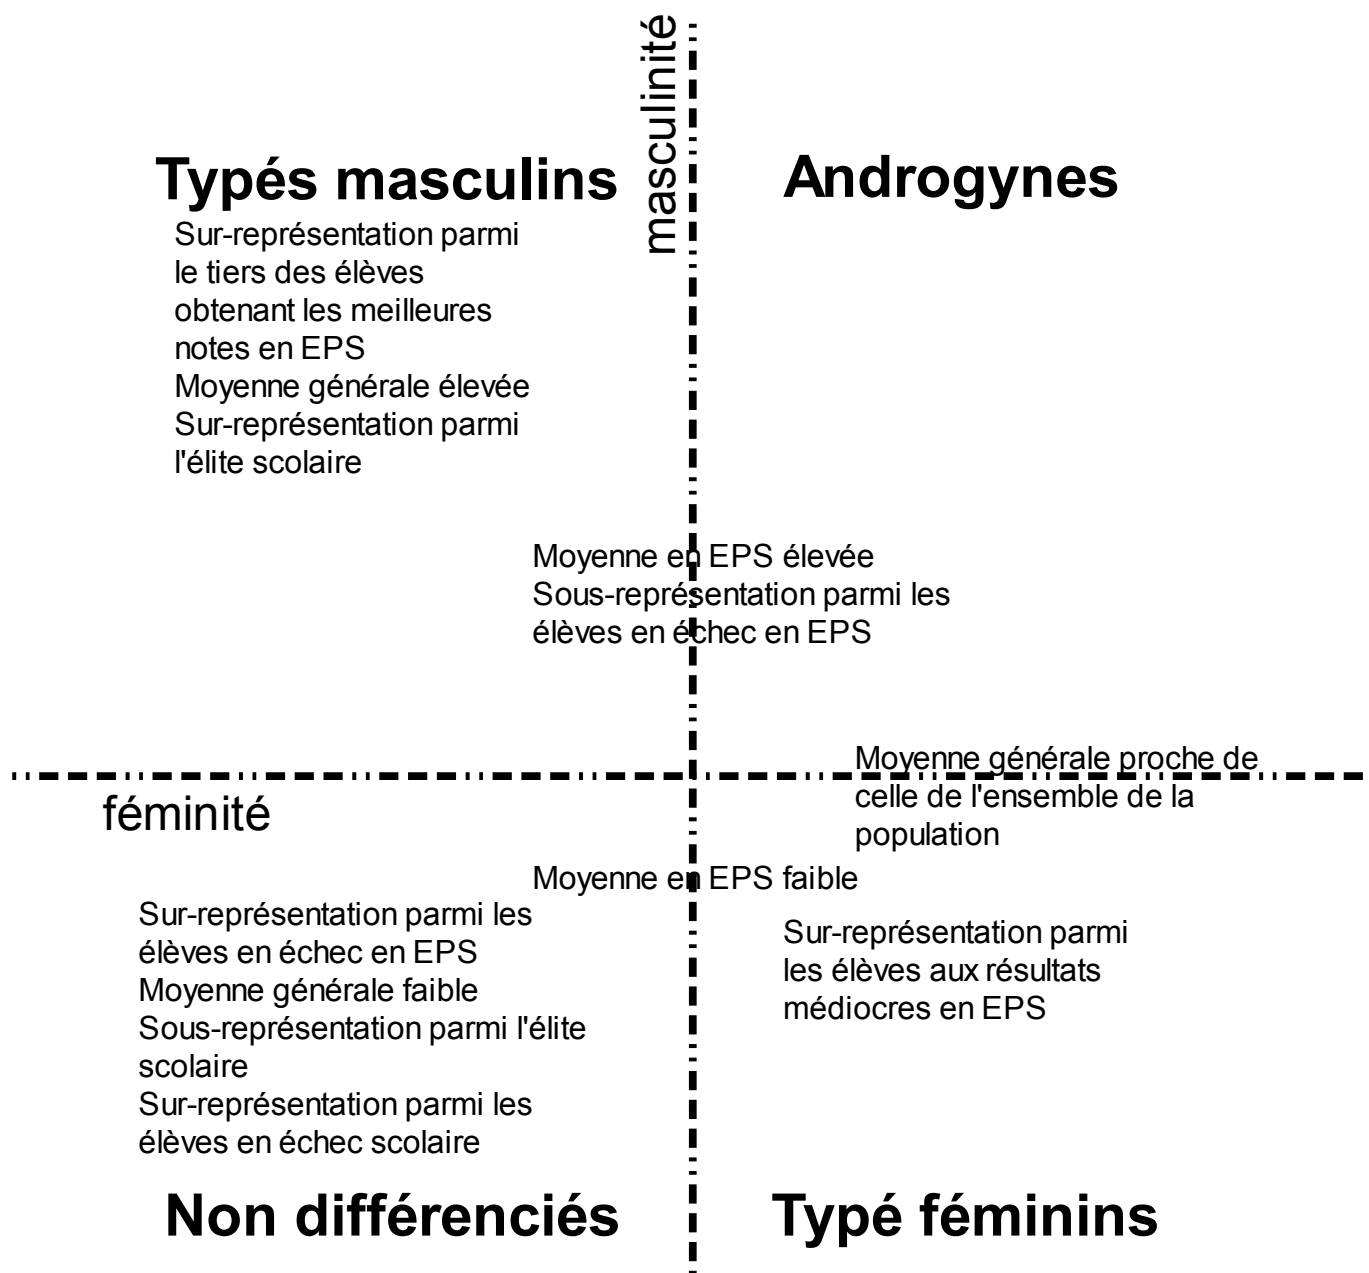 masculinité
Typés masculins
Androgynes
Sur-représentation parmi
le tiers des élèves
obtenant les meilleures
notes en EPS
Moyenne générale élevée
Sur-représentation parmi
l'élite scolaire
Moyenne en EPS élevée
Sous-représentation parmi les
élèves en échec en EPS
Moyenne générale proche de
celle de l'ensemble de la
population
féminité
Moyenne en EPS faible
Sur-représentation parmi les
élèves en échec en EPS
Moyenne générale faible
Sous-représentation parmi l'élite
scolaire
Sur-représentation parmi les
élèves en échec scolaire
Sur-représentation parmi
les élèves aux résultats
médiocres en EPS
Non différenciés
Typé féminins